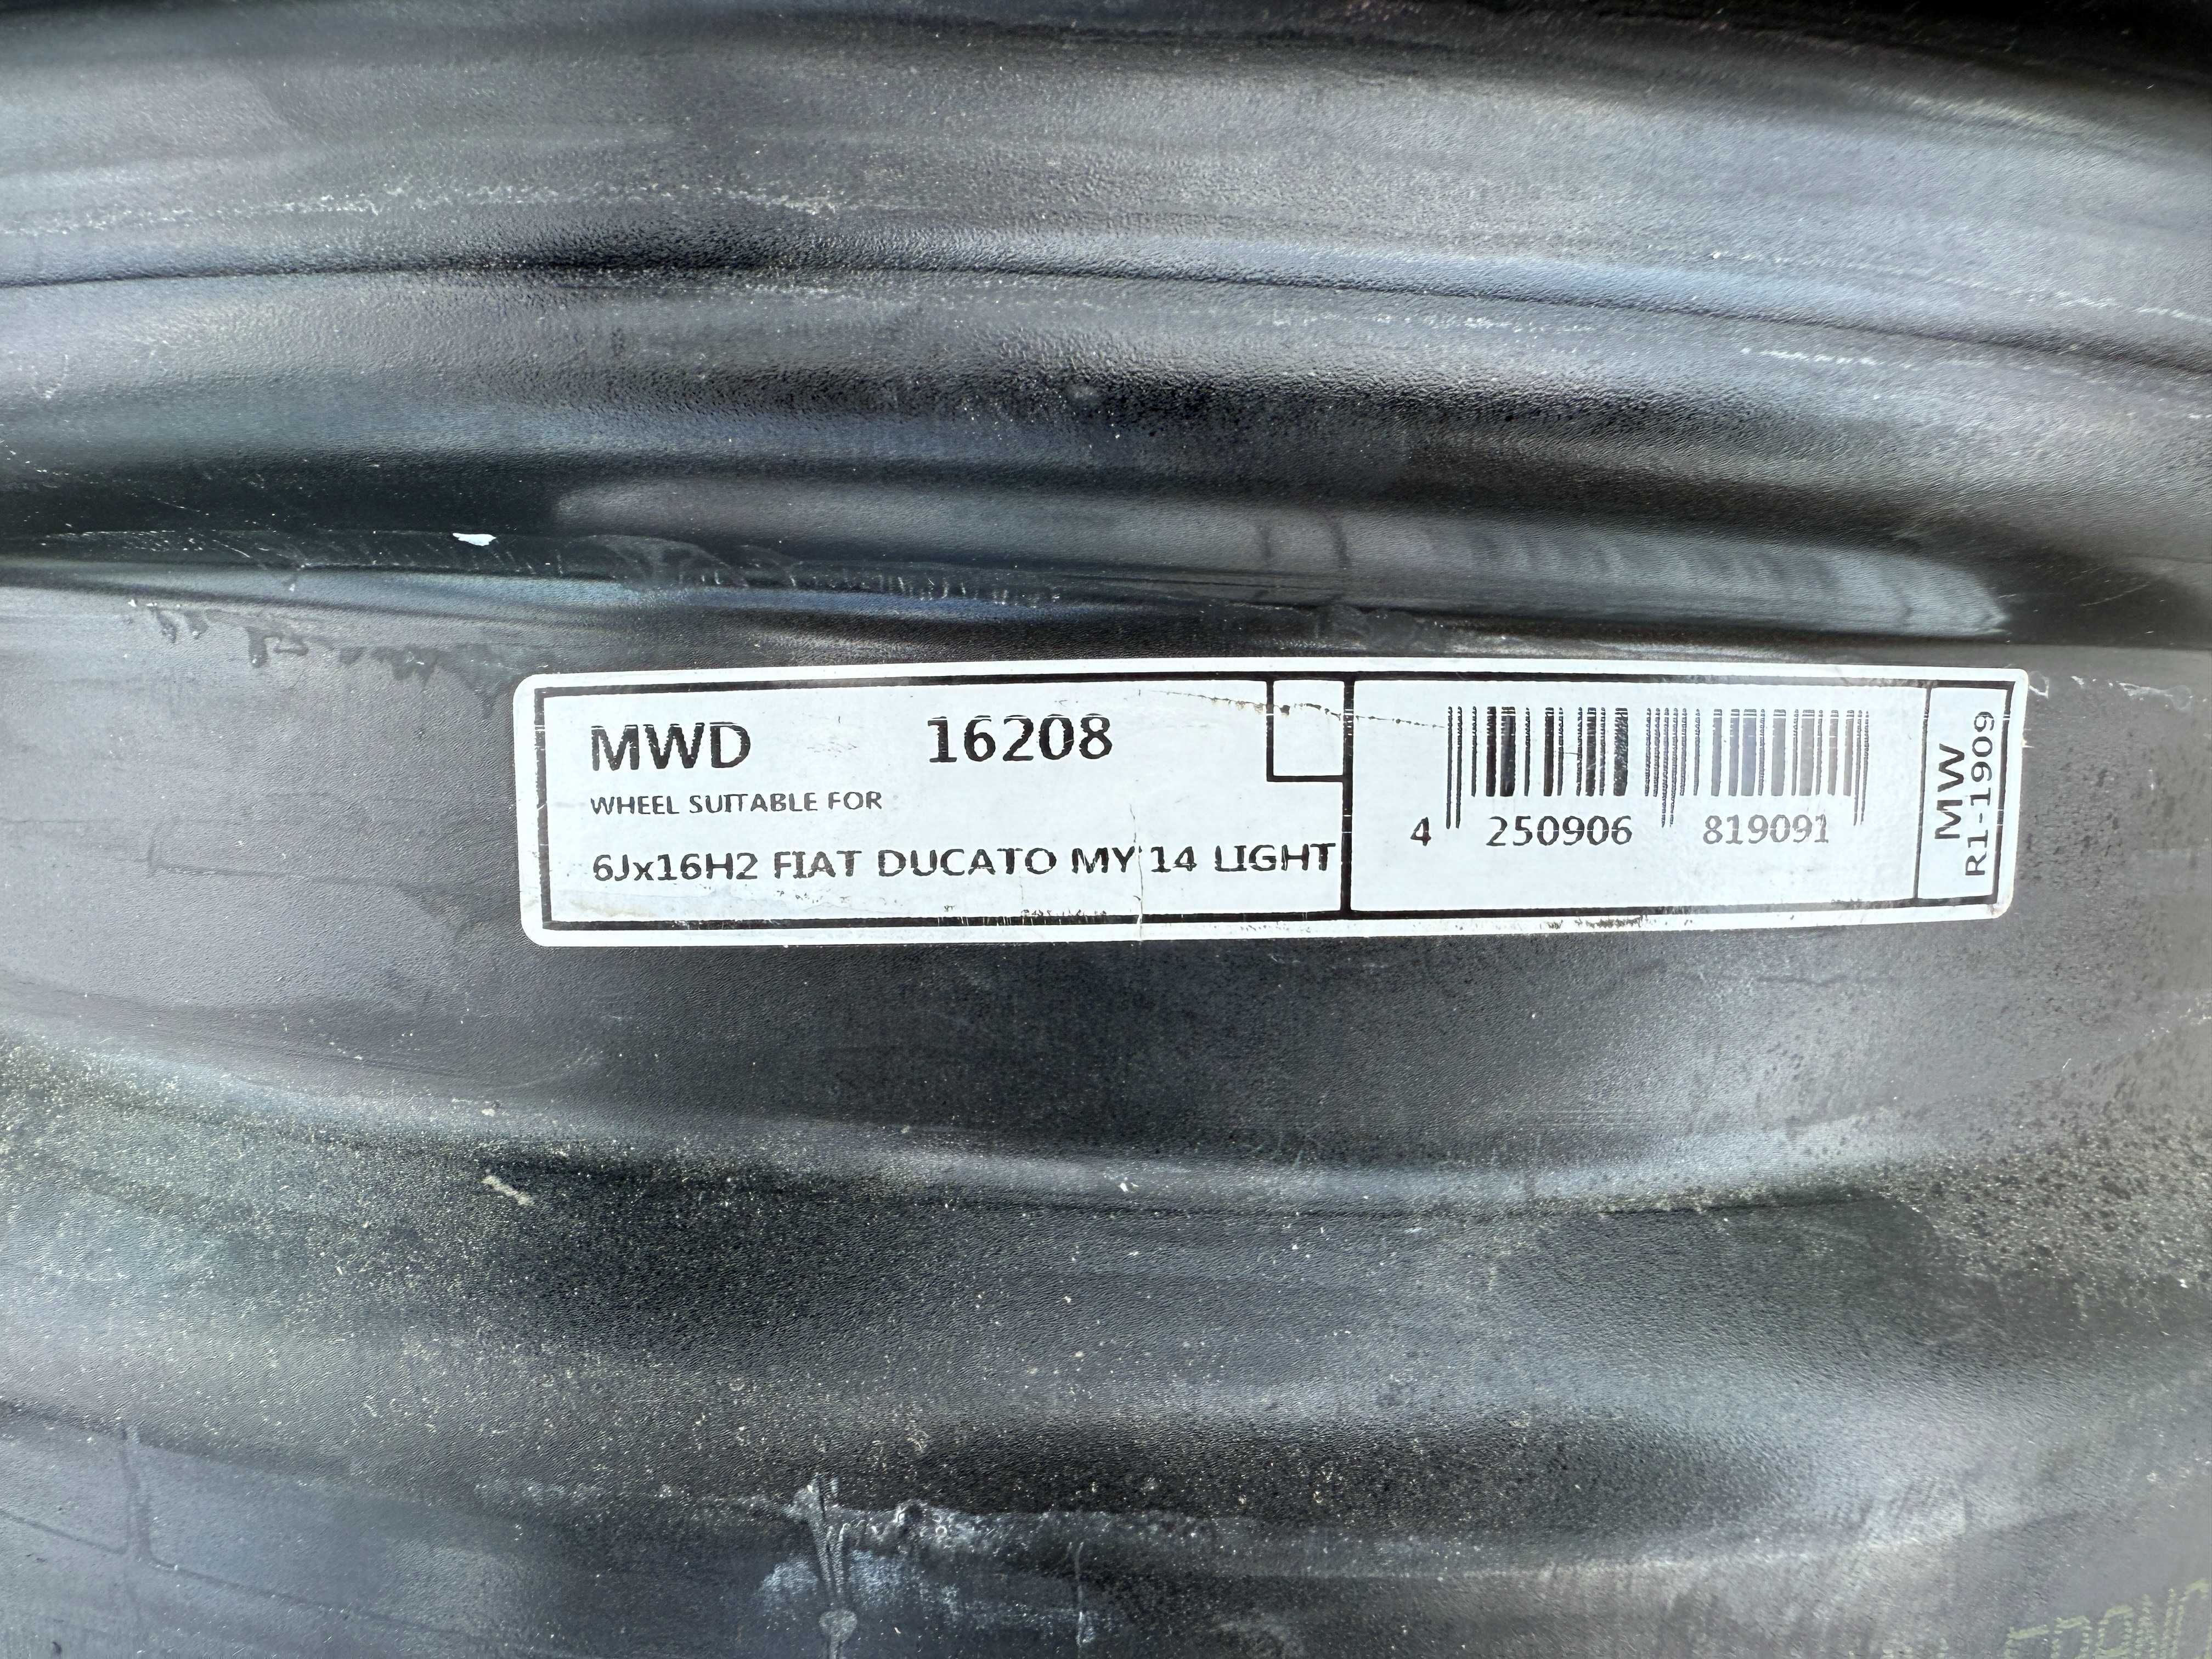 MWD 16208
WHEEL SUITABLE FOR
6Jx16H2 FIAT DUCATO MY 14 LIGHT
4 250906 819091
MW
R1-1909